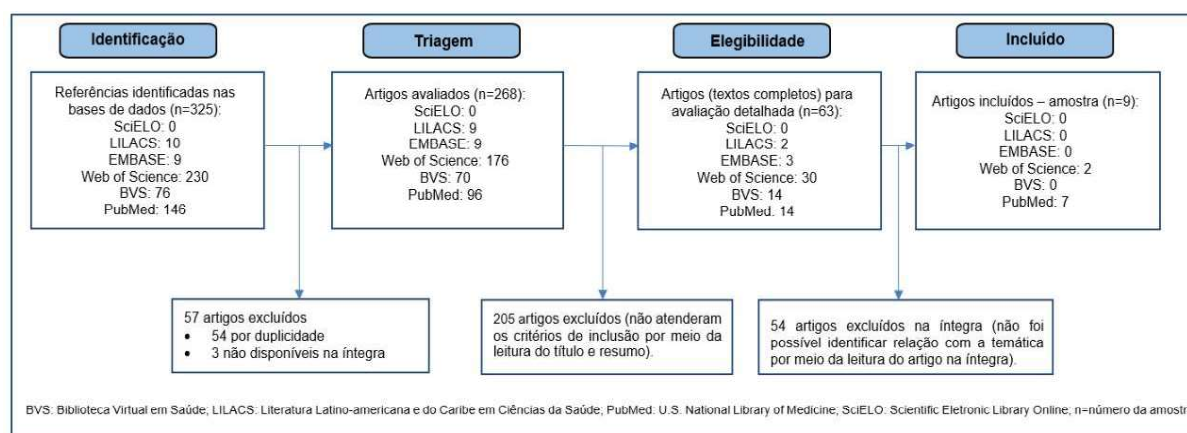 Identificação
Triagem
Elegibilidade
Incluído
Referências identificadas nas
bases de dados (n=325):
SciELO: 0
LILACS: 10
EMBASE: 9
Web of Science: 230
BVS: 76
PubMed: 146
Artigos avaliados (n=268):
SciELO: 0
LILACS: 9
EMBASE: 9
Web of Science: 176
BVS: 70
PubMed: 96
Artigos (textos completos) para
avaliação detalhada (n=63):
SciELO: 0
LILACS: 2
EMBASE: 3
Web of Science: 30
BVS: 14
PubMed: 14
Artigos incluídos – amostra (n=9):
SciELO: 0
LILACS: 0
EMBASE: 0
Web of Science: 2
BVS: 0
PubMed: 7
57 artigos excluídos
• 54 por duplicidade
• 3 não disponíveis na íntegra
205 artigos excluídos (não atenderam
os critérios de inclusão por meio da
leitura do título e resumo).
54 artigos excluídos na íntegra (não foi
possível identificar relação com a temática
por meio da leitura do artigo na íntegra).
BVS: Biblioteca Virtual em Saúde; LILACS: Literatura Latino-americana e do Caribe em Ciências da Saúde; PubMed: U.S. National Library of Medicine; SciELO: Scientific Eletronic Library Online; n=número da amostr